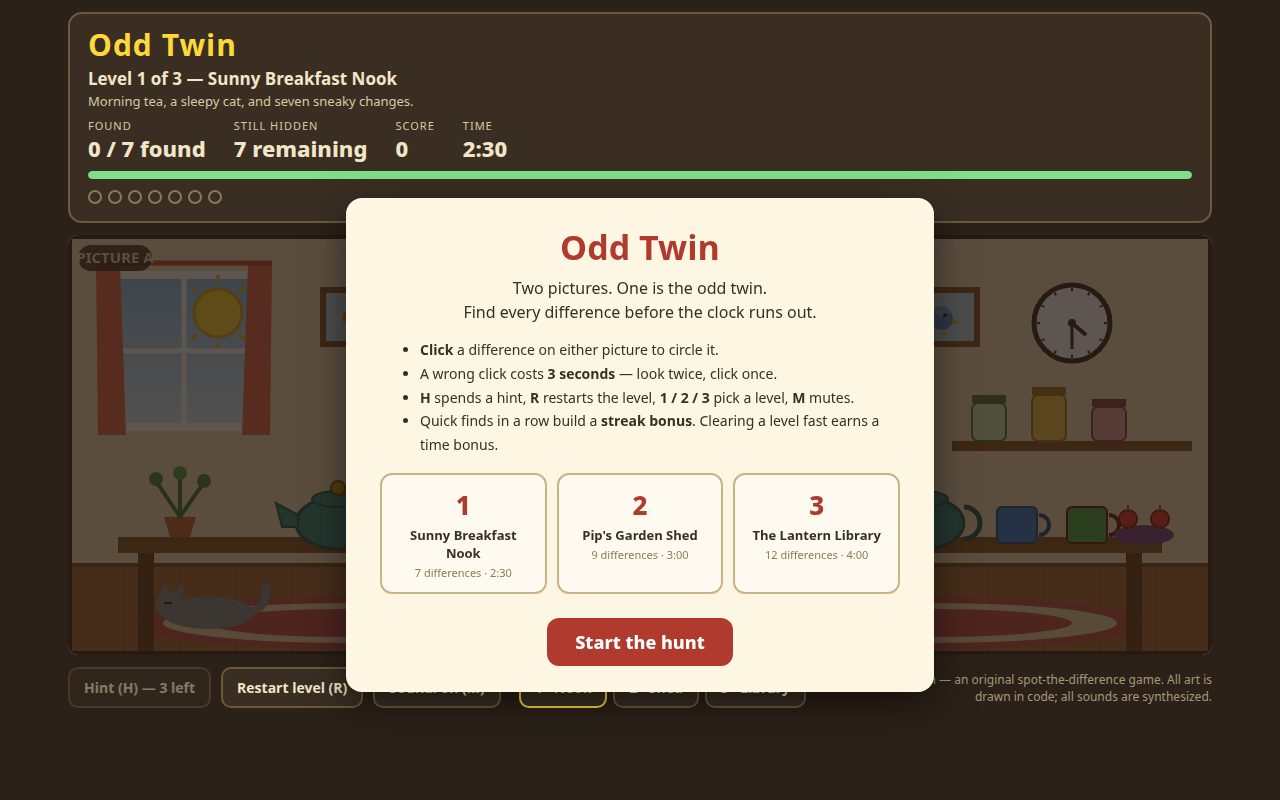 Odd Twin
Level 1 of 3 — Sunny Breakfast Nook
Morning tea, a sleepy cat, and seven sneaky changes.
FOUND STILL HIDDEN SCORE TIME
0 / 7 found 7 remaining 0 2:30
PICTURE A
Odd Twin
Two pictures. One is the odd twin.
Find every difference before the clock runs out.
Click a difference on either picture to circle it.
A wrong click costs 3 seconds — look twice, click once.
H spends a hint, R restarts the level, 1 / 2 / 3 pick a level, M mutes.
Quick finds in a row build a streak bonus. Clearing a level fast earns a
time bonus.
1
Sunny Breakfast
Nook
7 differences · 2:30
2
Pip's Garden Shed
9 differences · 3:00
3
The Lantern Library
12 differences · 4:00
Start the hunt
Hint (H) — 3 left
Restart level (R)
— an original spot-the-difference game. All art is
drawn in code; all sounds are synthesized.